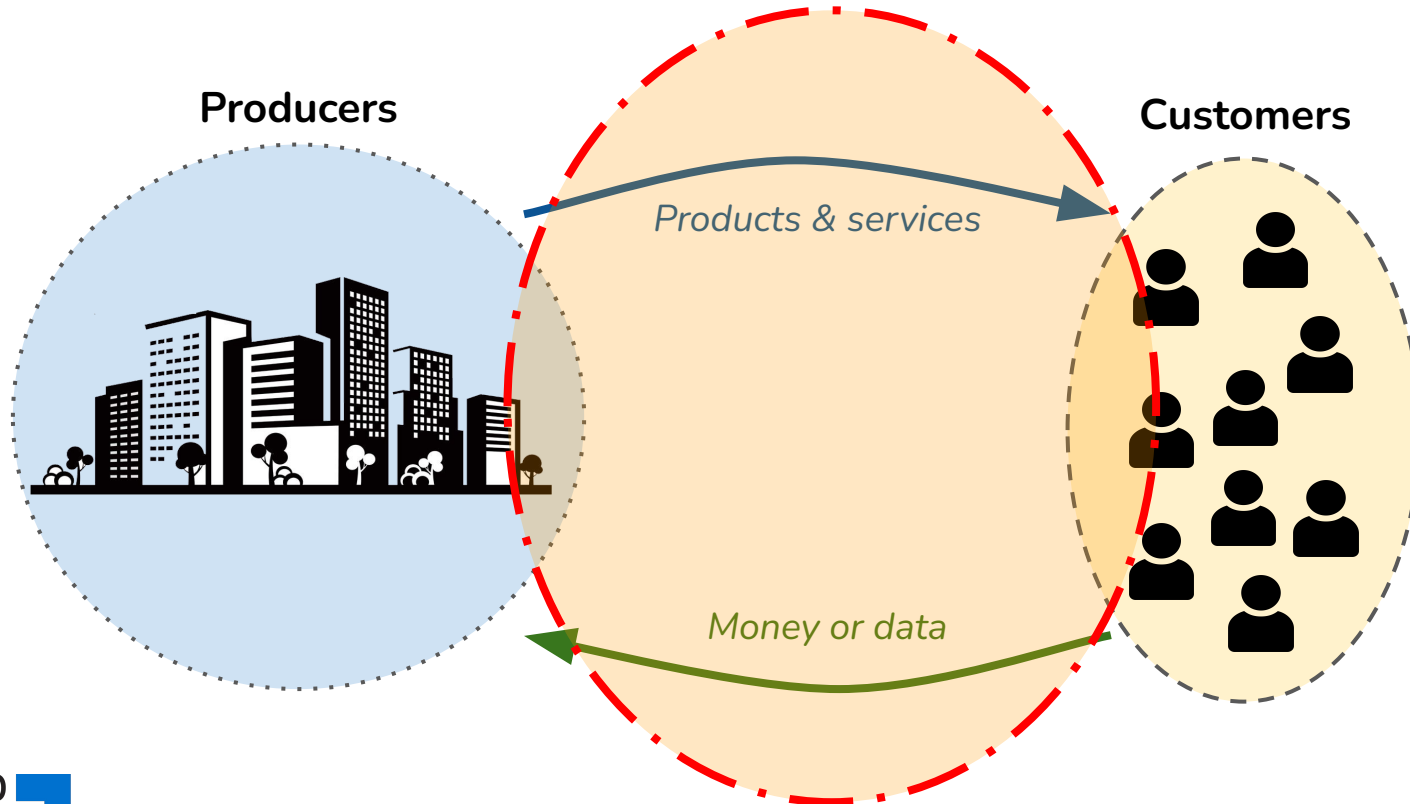 Producers
Customers
Products & services
Money or data